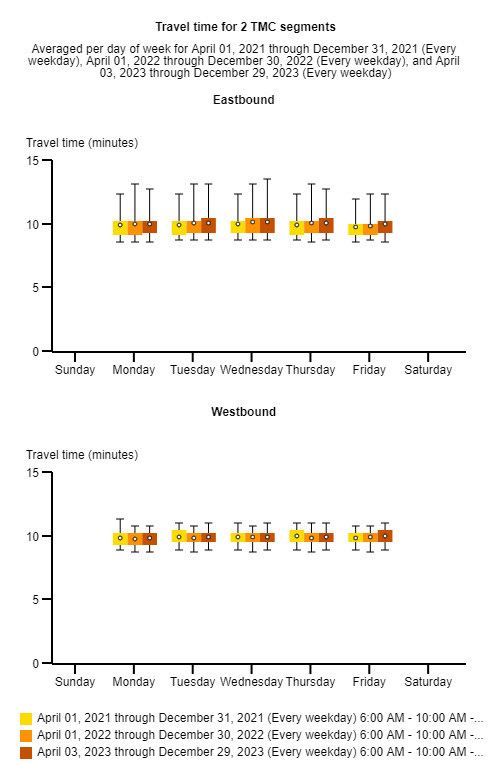 Travel time for 2 TMC segments
Averaged per day of week for April 01, 2021 through December 31, 2021 (Every
weekday), April 01, 2022 through December 30, 2022 (Every weekday), and April
03, 2023 through December 29, 2023 (Every weekday)
Eastbound
Travel time (minutes)
15
10
5
0
Sunday Monday Tuesday Wednesday Thursday Friday Saturday
Westbound
Travel time (minutes)
15
10
5
0
Sunday Monday Tuesday Wednesday Thursday Friday Saturday
April 01, 2021 through December 31, 2021 (Every weekday) 6:00 AM - 10:00 AM -...
April 01, 2022 through December 30, 2022 (Every weekday) 6:00 AM - 10:00 AM -...
April 03, 2023 through December 29, 2023 (Every weekday) 6:00 AM - 10:00 AM -...